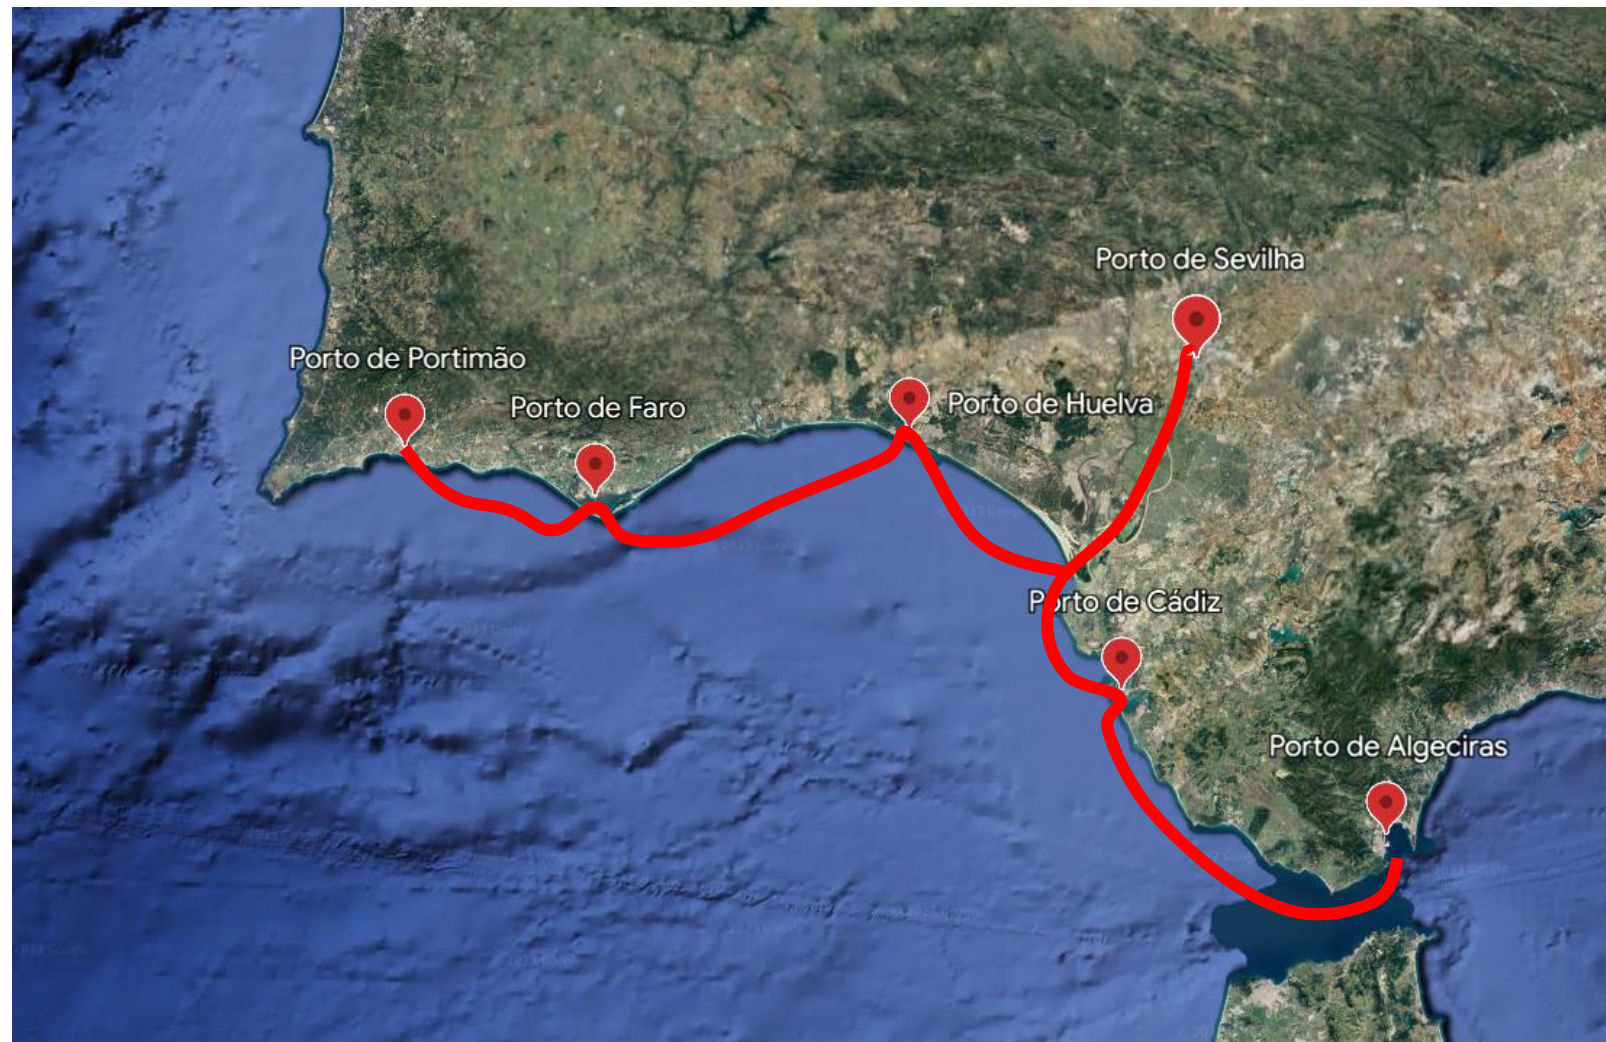 Porto de Sevilha
Porto de Portimão
Porto de Faro
Porto de Huelva
Porto de Cádiz
Porto de Algeciras